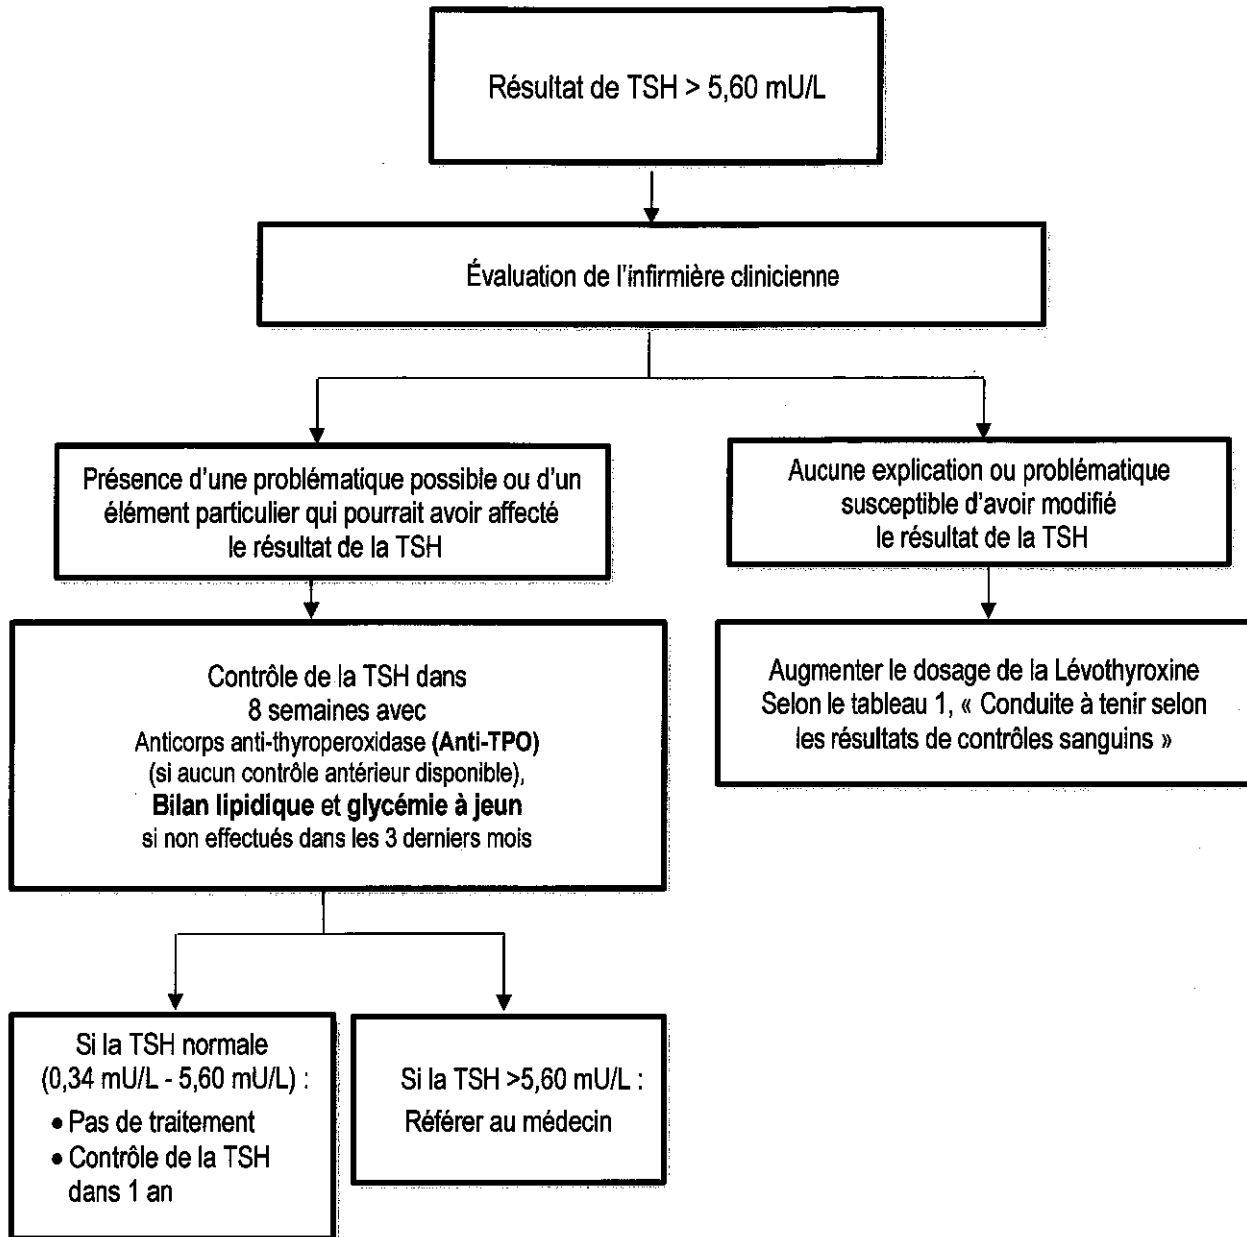 Résultat de TSH > 5,60 mU/L
Évaluation de l'infirmière clinicienne
Présence d'une problématique possible ou d'un
élément particulier qui pourrait avoir affecté
le résultat de la TSH
Aucune explication ou problématique
susceptible d'avoir modifié
le résultat de la TSH
Contrôle de la TSH dans
8 semaines avec
Anticorps anti-thyroperoxidase (Anti-TPO)
(si aucun contrôle antérieur disponible),
Bilan lipidique et glycémie à jeun
si non effectués dans les 3 derniers mois
Augmenter le dosage de la Lévothyroxine
Selon le tableau 1, « Conduite à tenir selon
les résultats de contrôles sanguins »
Si la TSH normale
(0,34 mU/L - 5,60 mU/L) :
• Pas de traitement
• Contrôle de la TSH
dans 1 an
Si la TSH >5,60 mU/L :
Référer au médecin